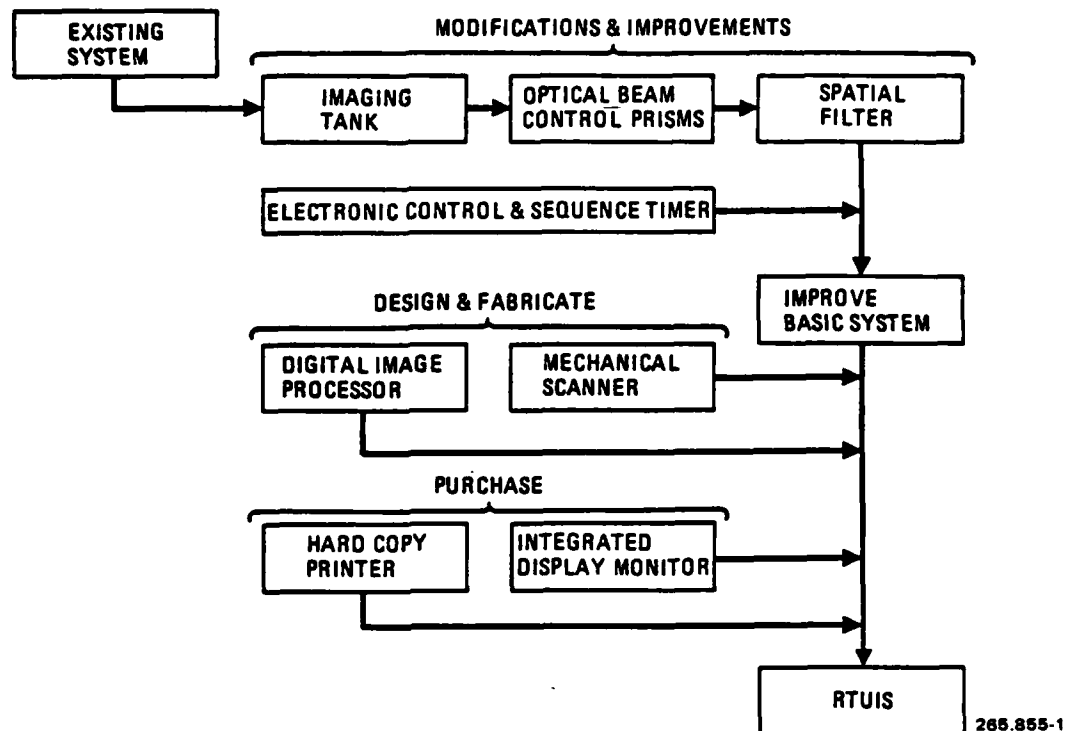 EXISTING
SYSTEM
MODIFICATIONS & IMPROVEMENTS
IMAGING
TANK
OPTICAL BEAM
CONTROL PRISMS
SPATIAL
FILTER
ELECTRONIC CONTROL & SEQUENCE TIMER
DESIGN & FABRICATE
IMPROVE
BASIC SYSTEM
DIGITAL IMAGE
PROCESSOR
MECHANICAL
SCANNER
PURCHASE
HARD COPY
PRINTER
INTEGRATED
DISPLAY MONITOR
RTUIS
265.855-1